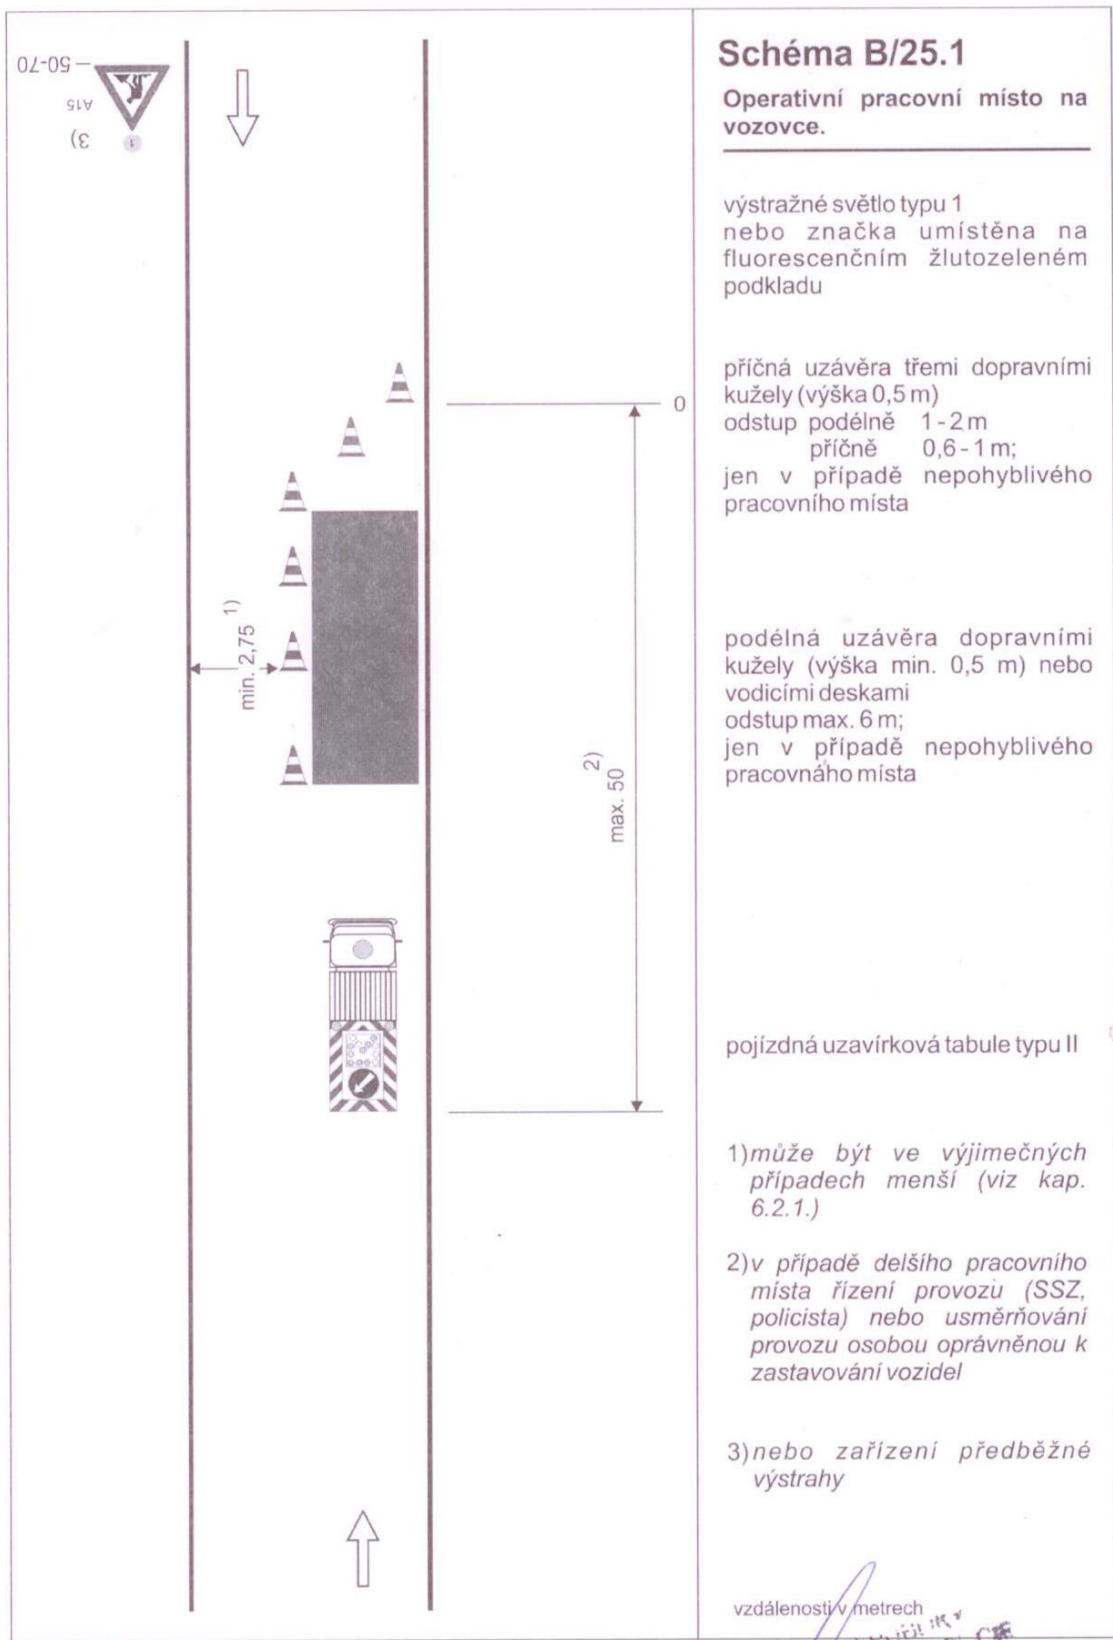 Schéma B/25.1
Operativní pracovní místo na
vozovce.
výstražné světlo typu 1
nebo značka umístěna na
fluorescenčním žlutozeleném
podkladu
příčná uzávěra třemi dopravními
kužely (výška 0,5 m)
odstup podélně 1-2 m
příčně 0,6-1 m;
jen v případě nepohyblivého
pracovního místa
podélná uzávěra dopravními
kužely (výška min. 0,5 m) nebo
vodicími deskami
odstup max. 6 m;
jen v případě nepohyblivého
pracovnáho místa
pojízdná uzavírková tabule typu II
1) může být ve výjimečných
případech menší (viz kap.
6.2.1.)
2) v případě delšího pracovního
místa řízení provozu (SSZ,
policista) nebo usměrňování
provozu osobou oprávněnou k
zastavování vozidel
3) nebo zařízení předběžné
výstrahy
vzdálenosti v metrech
50-70
A15
3)
1
0
min. 2,75 1)
max. 50 2)